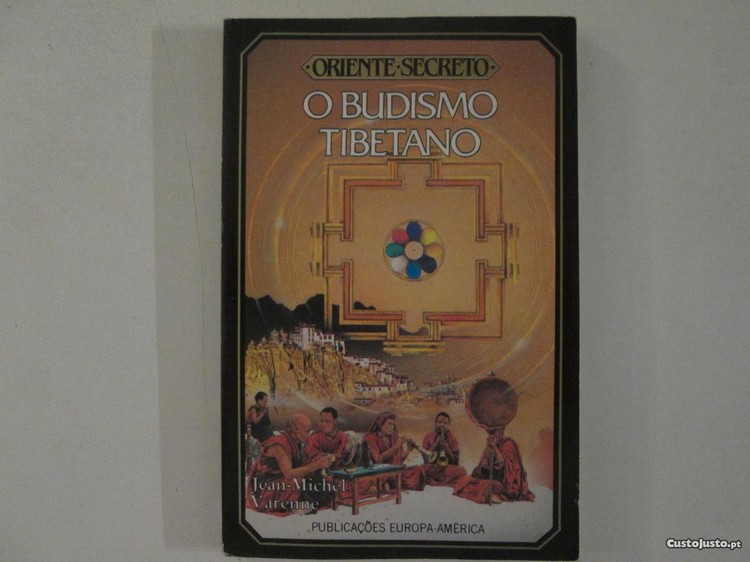 ORIENTE·SECRETO
O BUDISMO
TIBETANO
Jean-Michel
Varenne
PUBLICAÇÕES EUROPA-AMÉRICA
CustoJusto.pt